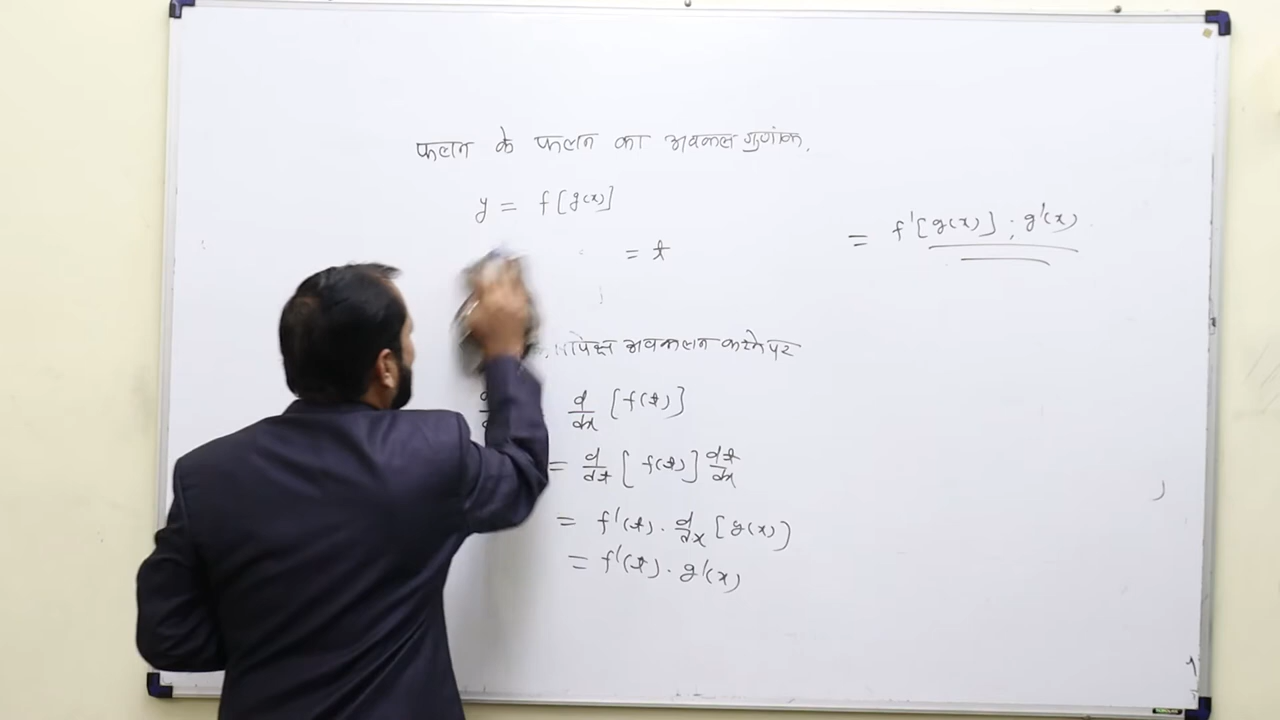 फलन के फलन का अवकल गुणांक.
y = f[g(x)]
= t
= f'[g(x)] . g'(x)
सापेक्ष अवकलन करने पर
d/dx [f(t)]
= d/dt [f(t)] dt/dx
= f'(t) . d/dx [g(x)]
= f'(t) . g'(x)